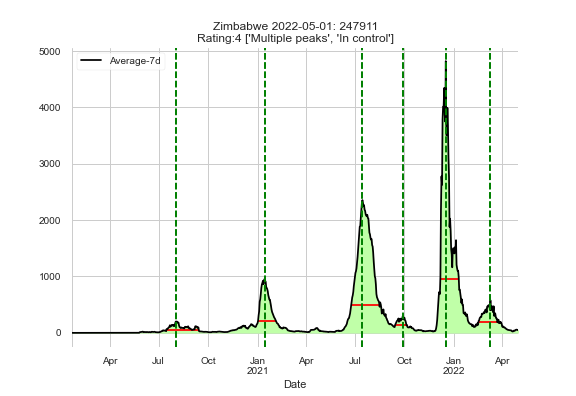 Zimbabwe 2022-05-01: 247911
Rating:4 ['Multiple peaks', 'In control']
Average-7d
5000
4000
3000
2000
1000
0
Apr Jul Oct Jan Apr Jul Oct Jan Apr
2021 2022
Date